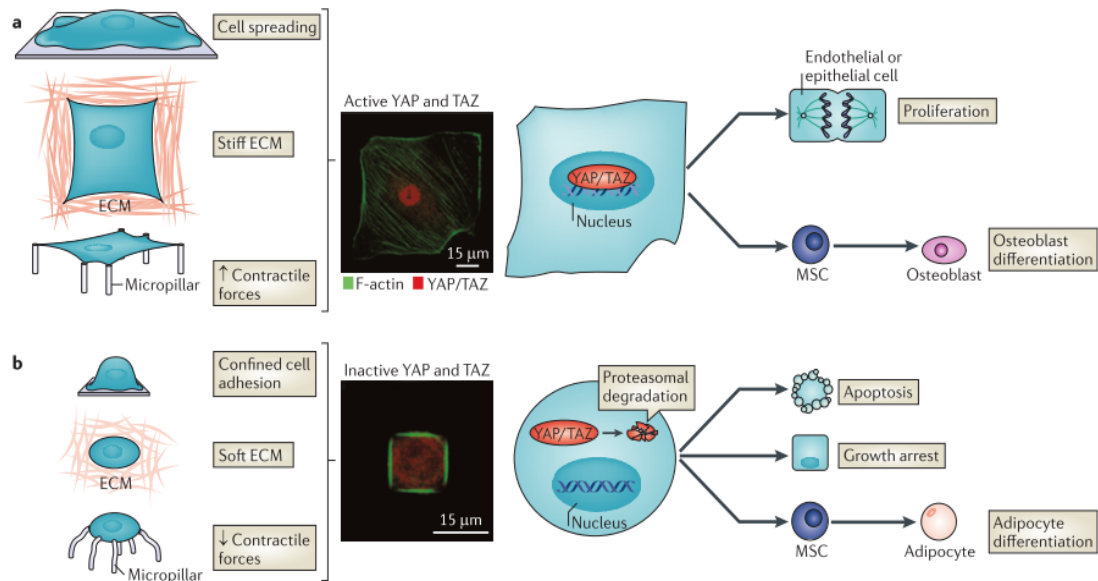 a
Cell spreading
Stiff ECM
ECM
Micropillar
↑ Contractile
forces
Active YAP and TAZ
15 μm
F-actin YAP/TAZ
YAP/TAZ
Nucleus
Endothelial or
epithelial cell
Proliferation
MSC
Osteoblast
Osteoblast
differentiation
b
Confined cell
adhesion
Soft ECM
ECM
↓ Contractile
forces
Micropillar
Inactive YAP and TAZ
15 μm
Proteasomal
degradation
YAP/TAZ
Nucleus
Apoptosis
Growth arrest
MSC
Adipocyte
Adipocyte
differentiation